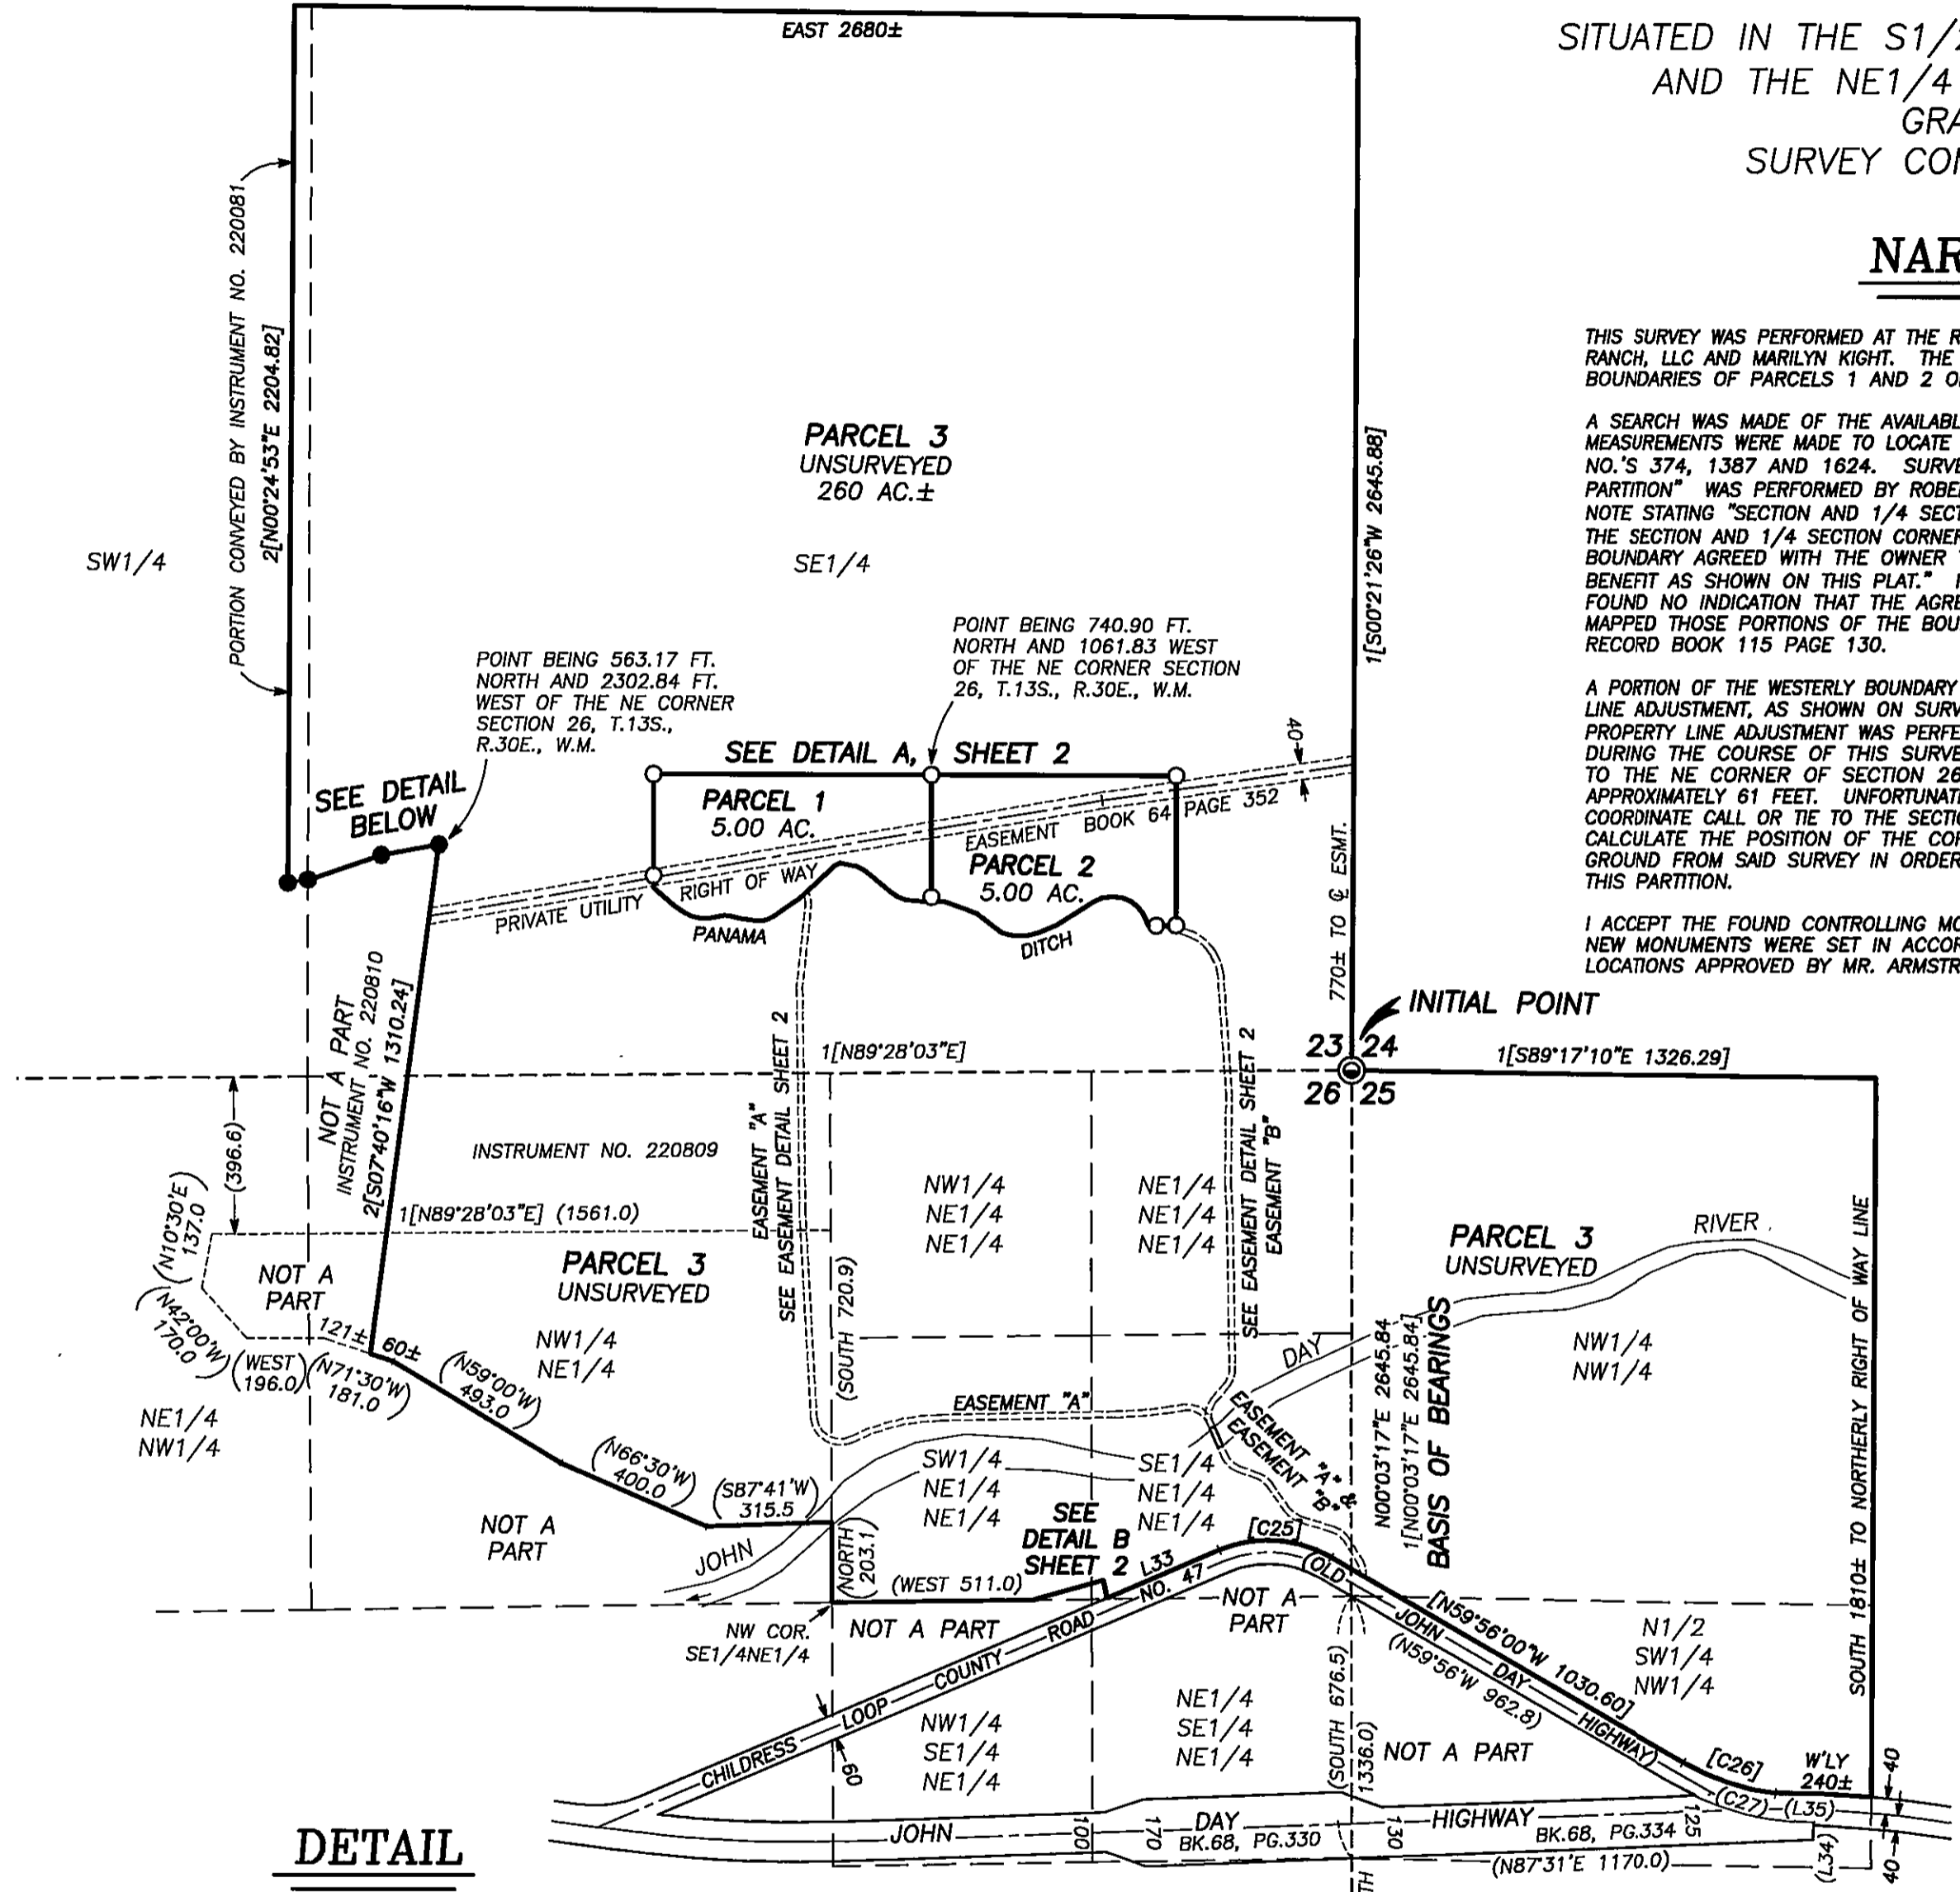 EAST 2680±
SITUATED IN THE S1/2
AND THE NE1/4
GRA
SURVEY CON
NAR
THIS SURVEY WAS PERFORMED AT THE R
RANCH, LLC AND MARILYN KIGHT. THE
BOUNDARIES OF PARCELS 1 AND 2 O
A SEARCH WAS MADE OF THE AVAILABL
MEASUREMENTS WERE MADE TO LOCATE
NO.'S 374, 1387 AND 1624. SURVE
PARTITION" WAS PERFORMED BY ROBE
NOTE STATING "SECTION AND 1/4 SECT
THE SECTION AND 1/4 SECTION CORNER
BOUNDARY AGREED WITH THE OWNER
BENEFIT AS SHOWN ON THIS PLAT."
FOUND NO INDICATION THAT THE AGRE
MAPPED THOSE PORTIONS OF THE BOU
RECORD BOOK 115 PAGE 130.
A PORTION OF THE WESTERLY BOUNDARY
LINE ADJUSTMENT, AS SHOWN ON SURV
PROPERTY LINE ADJUSTMENT WAS PERFE
DURING THE COURSE OF THIS SURVE
TO THE NE CORNER OF SECTION 26
APPROXIMATELY 61 FEET. UNFORTUNAT
COORDINATE CALL OR TIE TO THE SECTIO
CALCULATE THE POSITION OF THE COR
GROUND FROM SAID SURVEY IN ORDER
THIS PARTITION.
I ACCEPT THE FOUND CONTROLLING MO
NEW MONUMENTS WERE SET IN ACCOR
LOCATIONS APPROVED BY MR. ARMSTR
PORTION CONVEYED BY INSTRUMENT NO. 220081
2[N00°24'53"E 2204.82]
SW1/4
PARCEL 3
UNSURVEYED
260 AC.±
SE1/4
1[S00°21'26"W 2645.88]
POINT BEING 563.17 FT.
NORTH AND 2302.84 FT.
WEST OF THE NE CORNER
SECTION 26, T.13S.,
R.30E., W.M.
POINT BEING 740.90 FT.
NORTH AND 1061.83 WEST
OF THE NE CORNER SECTION
26, T.13S., R.30E., W.M.
40
SEE DETAIL
BELOW
SEE DETAIL A, SHEET 2
PARCEL 1
5.00 AC.
PARCEL 2
5.00 AC.
PRIVATE UTILITY RIGHT OF WAY EASEMENT BOOK 64 PAGE 352
PANAMA DITCH
770± TO ℄ ESMT.
NOT A PART
INSTRUMENT NO. 220810
2[S07°40'16"W 1310.24]
INITIAL POINT
23 24
26 25
1[S89°17'10"E 1326.29]
1[N89°28'03"E]
EASEMENT "A"
SEE EASEMENT DETAIL SHEET 2
SEE EASEMENT DETAIL SHEET 2
EASEMENT "B"
(396.6)
INSTRUMENT NO. 220809
1[N89°28'03"E] (1561.0)
NW1/4
NE1/4
NE1/4
NE1/4
NE1/4
NE1/4
PARCEL 3
UNSURVEYED
NW1/4
NE1/4
PARCEL 3
UNSURVEYED
NW1/4
NW1/4
RIVER
DAY
JOHN
SOUTH 1810± TO NORTHERLY RIGHT OF WAY LINE
(N10°30'E)
137.0
(N42°00'W)
170.0
NOT A
PART
121±
60±
(WEST
196.0)
(N71°30'W)
181.0
(N59°00'W)
493.0
(N66°30'W)
400.0
(S87°41'W)
315.5
NE1/4
NW1/4
NOT A
PART
(SOUTH 720.9)
EASEMENT "A"
EASEMENT "A" &
EASEMENT "B"
N00°03'17"E 2645.84
1[N00°03'17"E 2645.84]
BASIS OF BEARINGS
SW1/4
NE1/4
NE1/4
SE1/4
NE1/4
NE1/4
SEE
DETAIL B
SHEET 2
(NORTH
203.1)
(WEST 511.0)
L33
[C25]
NW COR.
SE1/4NE1/4
NOT A PART
NOT A
PART
CHILDRESS LOOP COUNTY ROAD NO. 47
(OLD JOHN DAY HIGHWAY)
[N59°56'00"W 1030.60]
(N59°56'W 962.8)
N1/2
SW1/4
NW1/4
60
NW1/4
SE1/4
NE1/4
NE1/4
SE1/4
NE1/4
(SOUTH 676.5)
1336.0)
NOT A PART
[C26]
W'LY
240±
40
(C27)
(L35)
(L34)
40
JOHN DAY HIGHWAY
100
170
130
125
BK.68, PG.330
BK.68, PG.334
(N87°31'E 1170.0)
TH
DETAIL